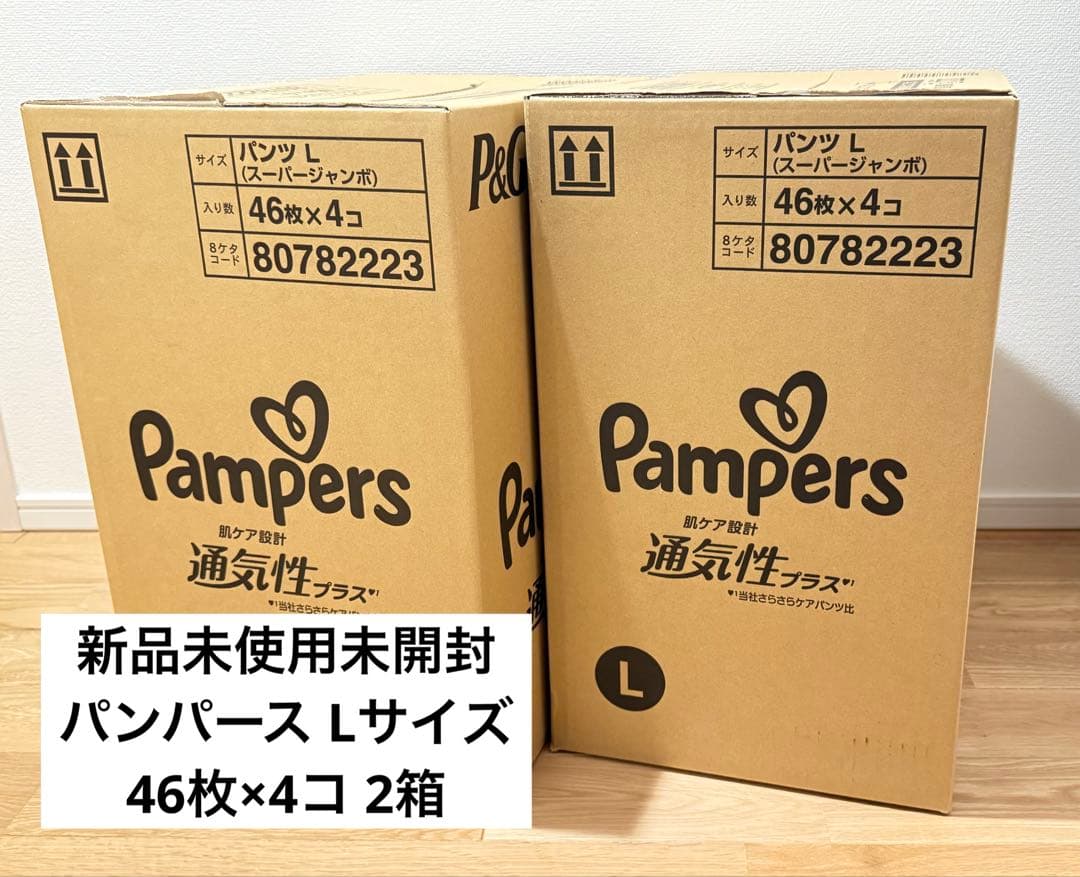 サイズ パンツ L
(スーパージャンボ)
入り数 46枚×4コ
8ケタ
コード 80782223
P&G
Pampers
肌ケア設計
通気性プラス♥1
♥1当社さらさらケアパンツ比
サイズ パンツ L
(スーパージャンボ)
入り数 46枚×4コ
8ケタ
コード 80782223
Pampers
肌ケア設計
通気性プラス♥1
♥1当社さらさらケアパンツ比
L
新品未使用未開封
パンパース Lサイズ
46枚×4コ 2箱